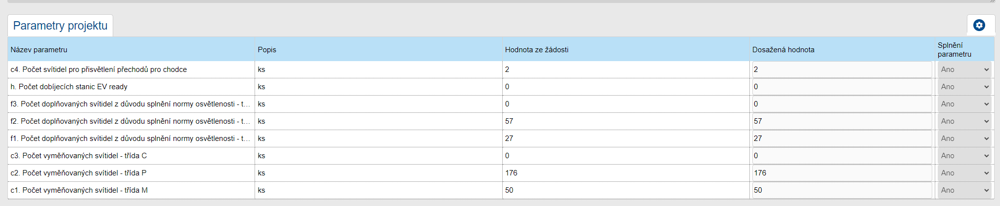 Parametry projektu
Název parametru Popis Hodnota ze žádosti Dosažená hodnota Splnění parametru
c4. Počet svítidel pro přisvětlení přechodů pro chodce ks 2 2 Ano
h. Počet dobíjecích stanic EV ready ks 0 0 Ano
f3. Počet doplňovaných svítidel z důvodu splnění normy osvětlenosti - t... ks 0 0 Ano
f2. Počet doplňovaných svítidel z důvodu splnění normy osvětlenosti - t... ks 57 57 Ano
f1. Počet doplňovaných svítidel z důvodu splnění normy osvětlenosti - t... ks 27 27 Ano
c3. Počet vyměňovaných svítidel - třída C ks 0 0 Ano
c2. Počet vyměňovaných svítidel - třída P ks 176 176 Ano
c1. Počet vyměňovaných svítidel - třída M ks 50 50 Ano